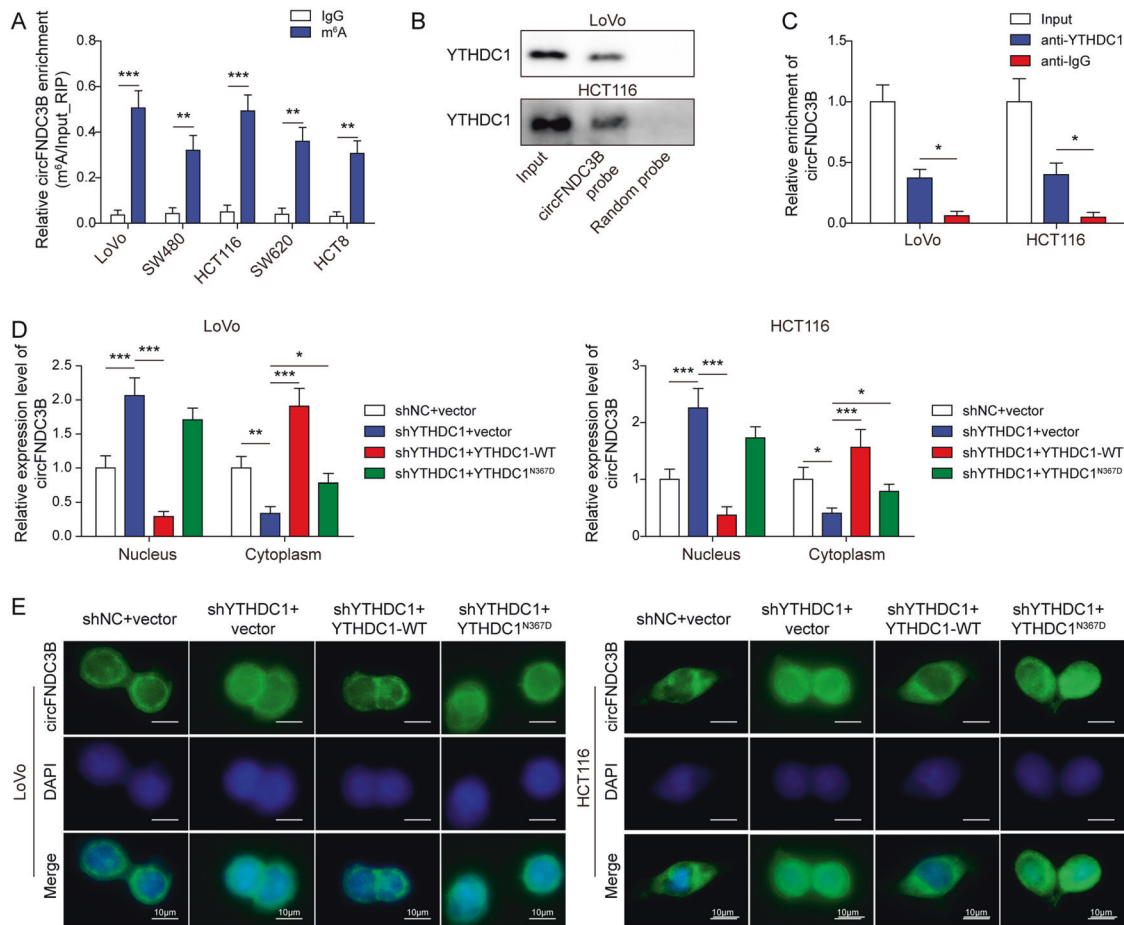 A
IgG
m⁶A
Relative circFNDC3B enrichment
(m⁶A/Input_RIP)
0.8
0.6
0.4
0.2
0.0
***
**
***
**
**
LoVo
SW480
HCT116
SW620
HCT8
B
LoVo
YTHDC1
HCT116
YTHDC1
Input
circFNDC3B
probe
Random probe
C
Input
anti-YTHDC1
anti-IgG
Relative enrichment of
circFNDC3B
1.5
1.0
0.5
0.0
*
*
LoVo
HCT116
D
LoVo
Relative expression level of
circFNDC3B
2.5
2.0
1.5
1.0
0.5
0.0
***
***
**
***
*
Nucleus
Cytoplasm
shNC+vector
shYTHDC1+vector
shYTHDC1+YTHDC1-WT
shYTHDC1+YTHDC1ᴺ³⁶⁷ᴰ
HCT116
Relative expression level of
circFNDC3B
3
2
1
0
***
***
*
***
*
Nucleus
Cytoplasm
shNC+vector
shYTHDC1+vector
shYTHDC1+YTHDC1-WT
shYTHDC1+YTHDC1ᴺ³⁶⁷ᴰ
E
shNC+vector
shYTHDC1+
vector
shYTHDC1+
YTHDC1-WT
shYTHDC1+
YTHDC1ᴺ³⁶⁷ᴰ
LoVo
circFNDC3B
DAPI
Merge
10μm
10μm
10μm
10μm
shNC+vector
shYTHDC1+
vector
shYTHDC1+
YTHDC1-WT
shYTHDC1+
YTHDC1ᴺ³⁶⁷ᴰ
HCT116
circFNDC3B
DAPI
Merge
10μm
10μm
10μm
10μm